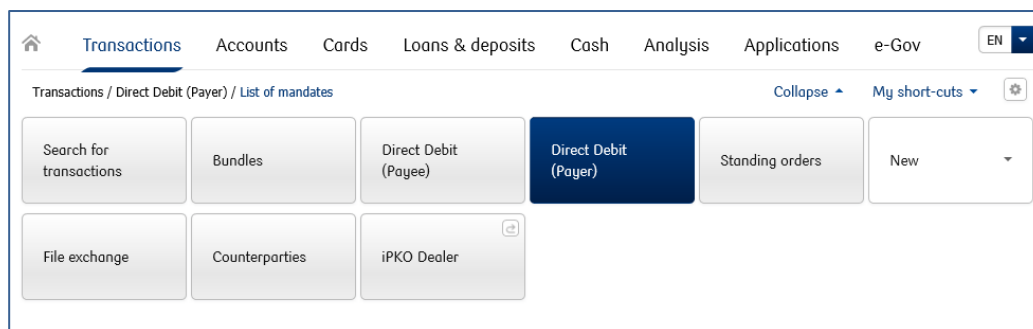 Transactions Accounts Cards Loans & deposits Cash Analysis Applications e-Gov EN
Transactions / Direct Debit (Payer) / List of mandates Collapse My short-cuts
Search for
transactions
Bundles
Direct Debit
(Payee)
Direct Debit
(Payer)
Standing orders
New
File exchange
Counterparties
iPKO Dealer